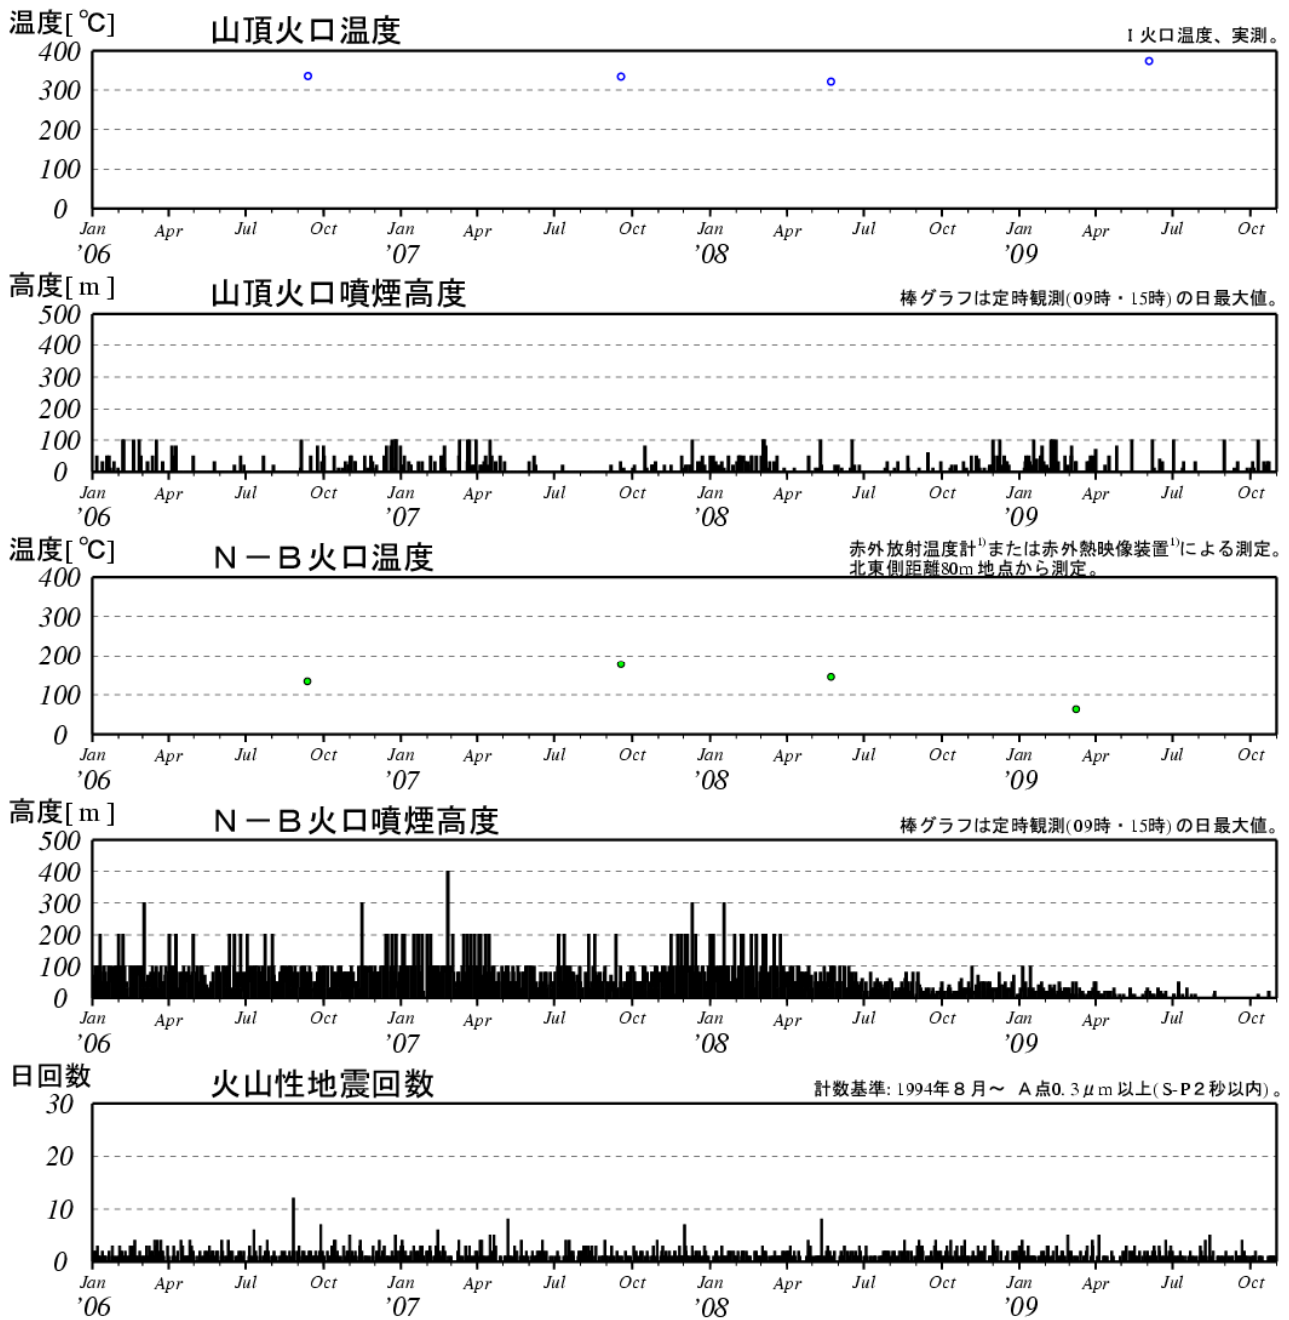 温度[℃] 山頂火口温度 I 火口温度、実測。
400
300
200
100
0
Jan Apr Jul Oct Jan Apr Jul Oct Jan Apr Jul Oct Jan Apr Jul Oct
'06 '07 '08 '09
高度[m] 山頂火口噴煙高度 棒グラフは定時観測(09時・15時)の日最大値。
500
400
300
200
100
0
Jan Apr Jul Oct Jan Apr Jul Oct Jan Apr Jul Oct Jan Apr Jul Oct
'06 '07 '08 '09
温度[℃] N－B火口温度 赤外放射温度計1)または赤外熱映像装置1)による測定。
北東側距離80m地点から測定。
400
300
200
100
0
Jan Apr Jul Oct Jan Apr Jul Oct Jan Apr Jul Oct Jan Apr Jul Oct
'06 '07 '08 '09
高度[m] N－B火口噴煙高度 棒グラフは定時観測(09時・15時)の日最大値。
500
400
300
200
100
0
Jan Apr Jul Oct Jan Apr Jul Oct Jan Apr Jul Oct Jan Apr Jul Oct
'06 '07 '08 '09
日回数 火山性地震回数 計数基準: 1994年８月～ Ａ点0.3μm以上(S-P２秒以内)。
30
20
10
0
Jan Apr Jul Oct Jan Apr Jul Oct Jan Apr Jul Oct Jan Apr Jul Oct
'06 '07 '08 '09